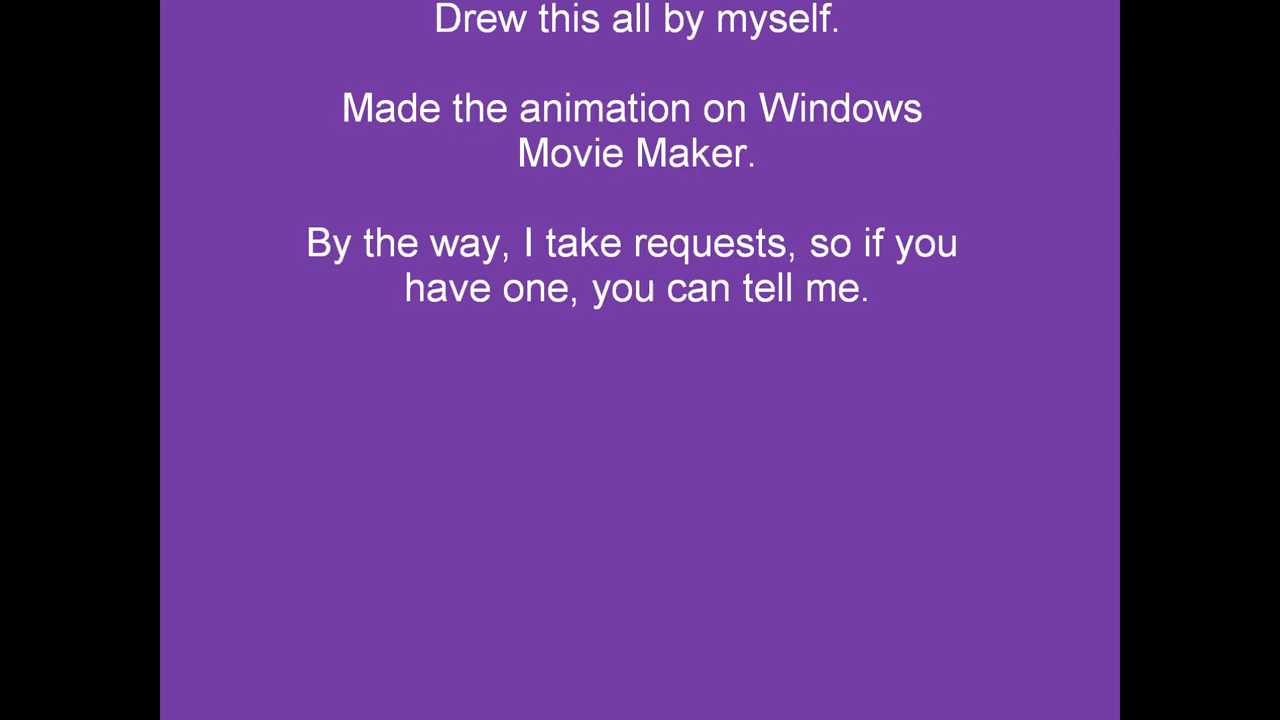 Drew this all by myself.
Made the animation on Windows
Movie Maker.
By the way, I take requests, so if you
have one, you can tell me.